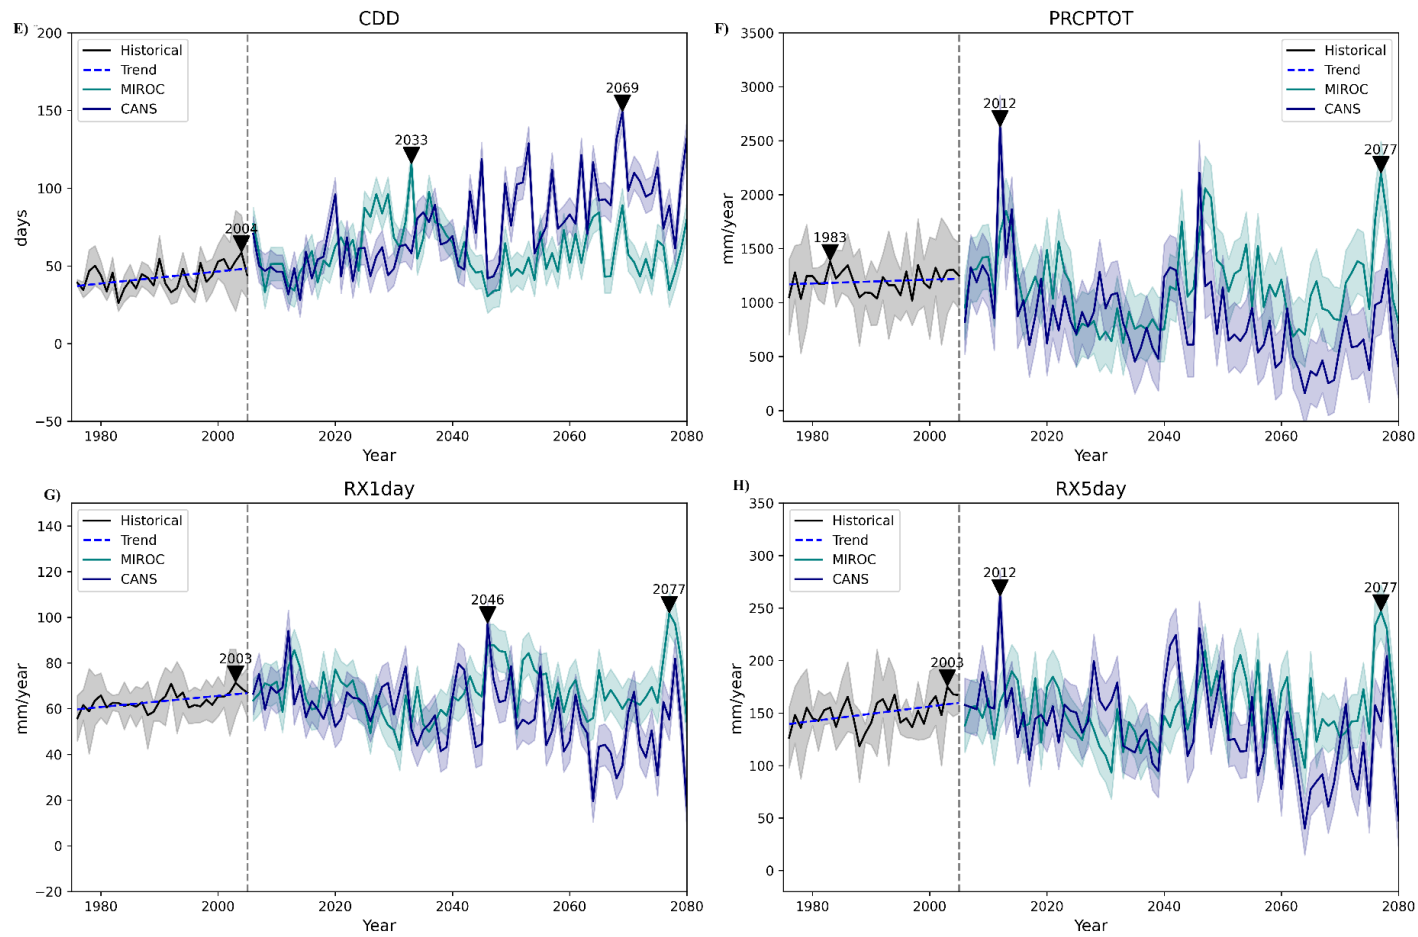 E)
CDD
200
150
100
50
0
−50
days
Historical
Trend
MIROC
CANS
2004
2033
2069
1980
2000
2020
2040
2060
2080
Year
F)
PRCPTOT
3500
3000
2500
2000
1500
1000
500
0
mm/year
Historical
Trend
MIROC
CANS
1983
2012
2077
1980
2000
2020
2040
2060
2080
Year
G)
RX1day
140
120
100
80
60
40
20
0
−20
mm/year
Historical
Trend
MIROC
CANS
2003
2046
2077
1980
2000
2020
2040
2060
2080
Year
H)
RX5day
350
300
250
200
150
100
50
0
mm/year
Historical
Trend
MIROC
CANS
2003
2012
2077
1980
2000
2020
2040
2060
2080
Year